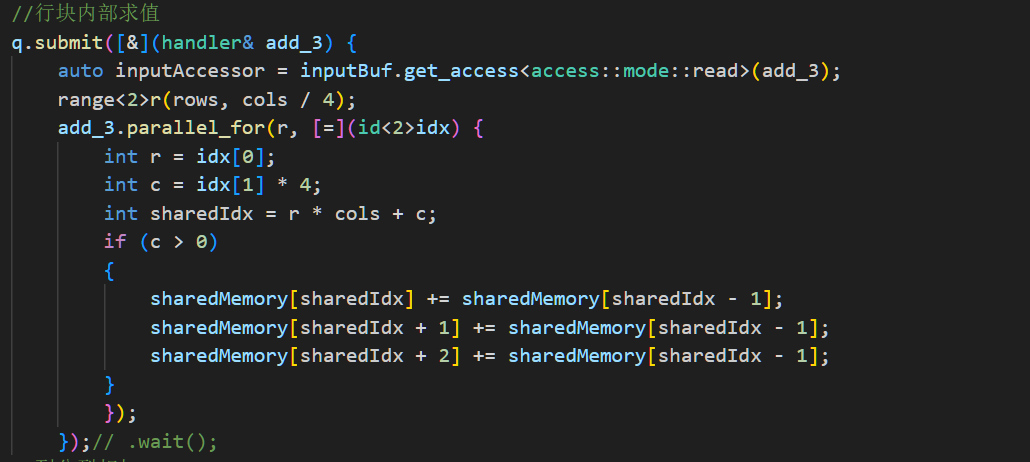 //行块内部求值
q.submit([&](handler& add_3) {
    auto inputAccessor = inputBuf.get_access<access::mode::read>(add_3);
    range<2>r(rows, cols / 4);
    add_3.parallel_for(r, [=](id<2>idx) {
        int r = idx[0];
        int c = idx[1] * 4;
        int sharedIdx = r * cols + c;
        if (c > 0)
        {
            sharedMemory[sharedIdx] += sharedMemory[sharedIdx - 1];
            sharedMemory[sharedIdx + 1] += sharedMemory[sharedIdx - 1];
            sharedMemory[sharedIdx + 2] += sharedMemory[sharedIdx - 1];
        }
        });
    });// .wait();